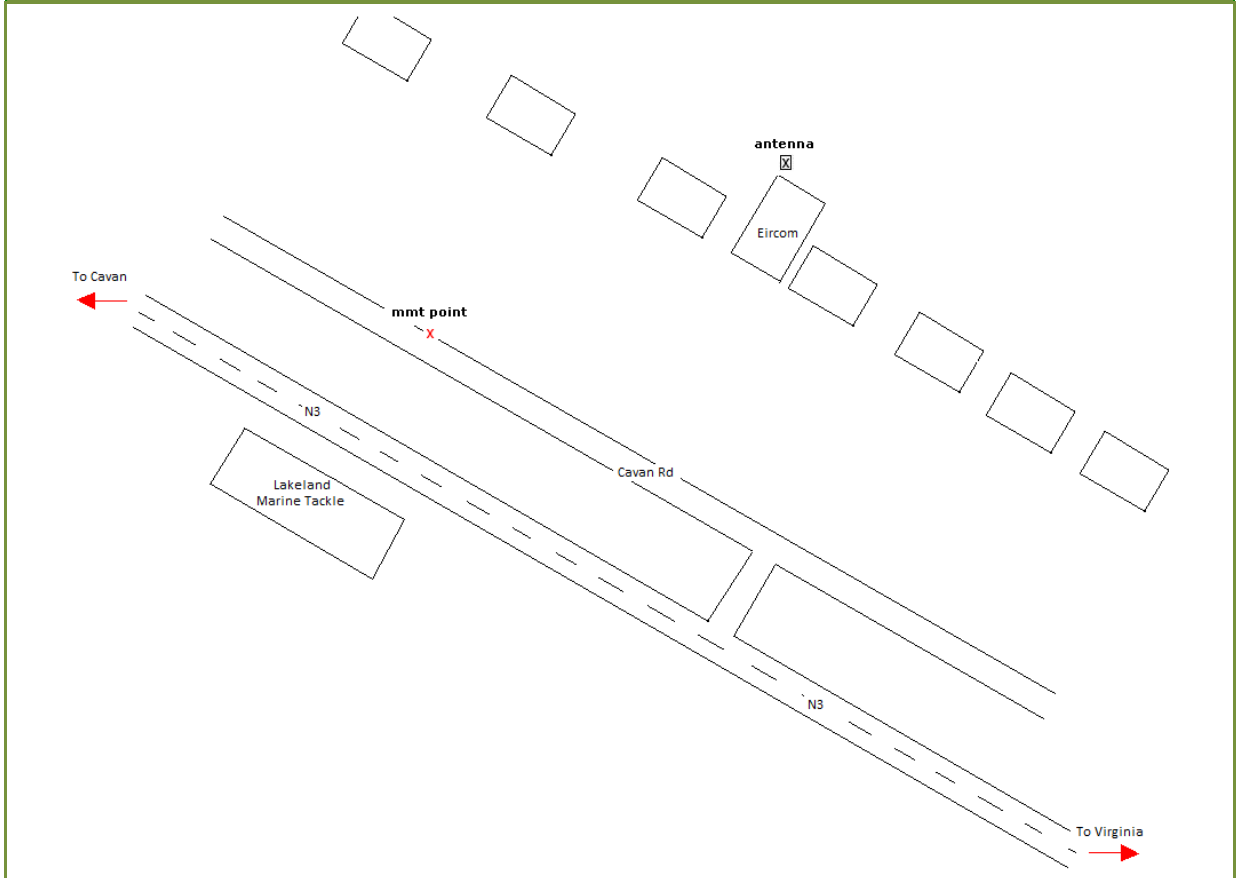 antenna
X
Eircom
To Cavan
mmt point
X
N3
Cavan Rd
Lakeland
Marine Tackle
N3
To Virginia